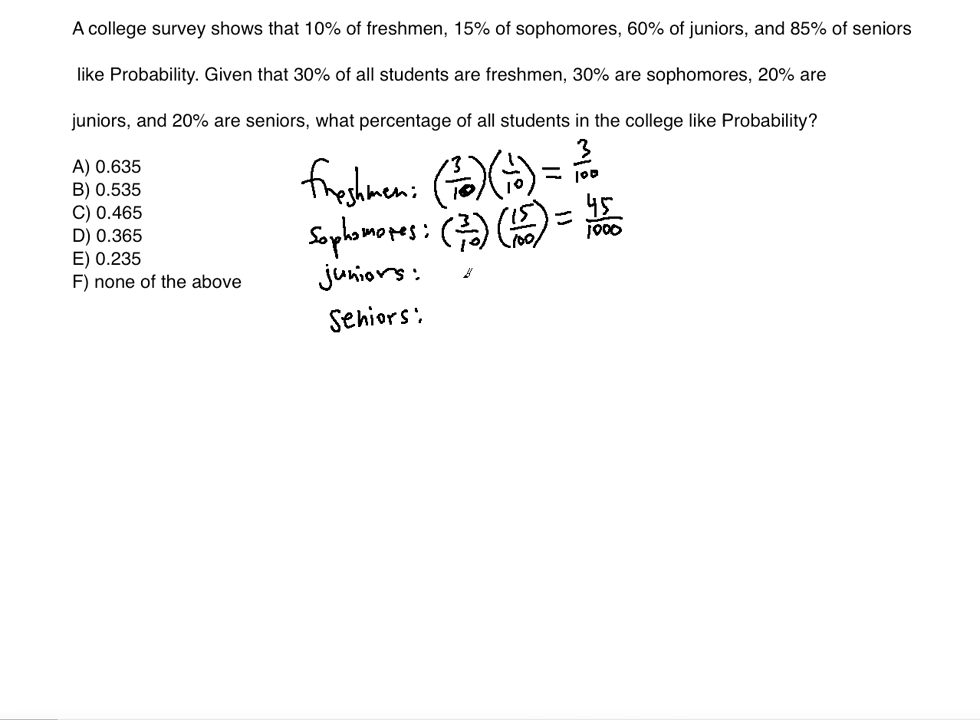 A college survey shows that 10% of freshmen, 15% of sophomores, 60% of juniors, and 85% of seniors
like Probability. Given that 30% of all students are freshmen, 30% are sophomores, 20% are
juniors, and 20% are seniors, what percentage of all students in the college like Probability?
A) 0.635
B) 0.535
C) 0.465
D) 0.365
E) 0.235
F) none of the above
freshmen: (3/10)(1/10) = 3/100
Sophomores: (3/10)(15/100) = 45/1000
juniors:
Seniors: